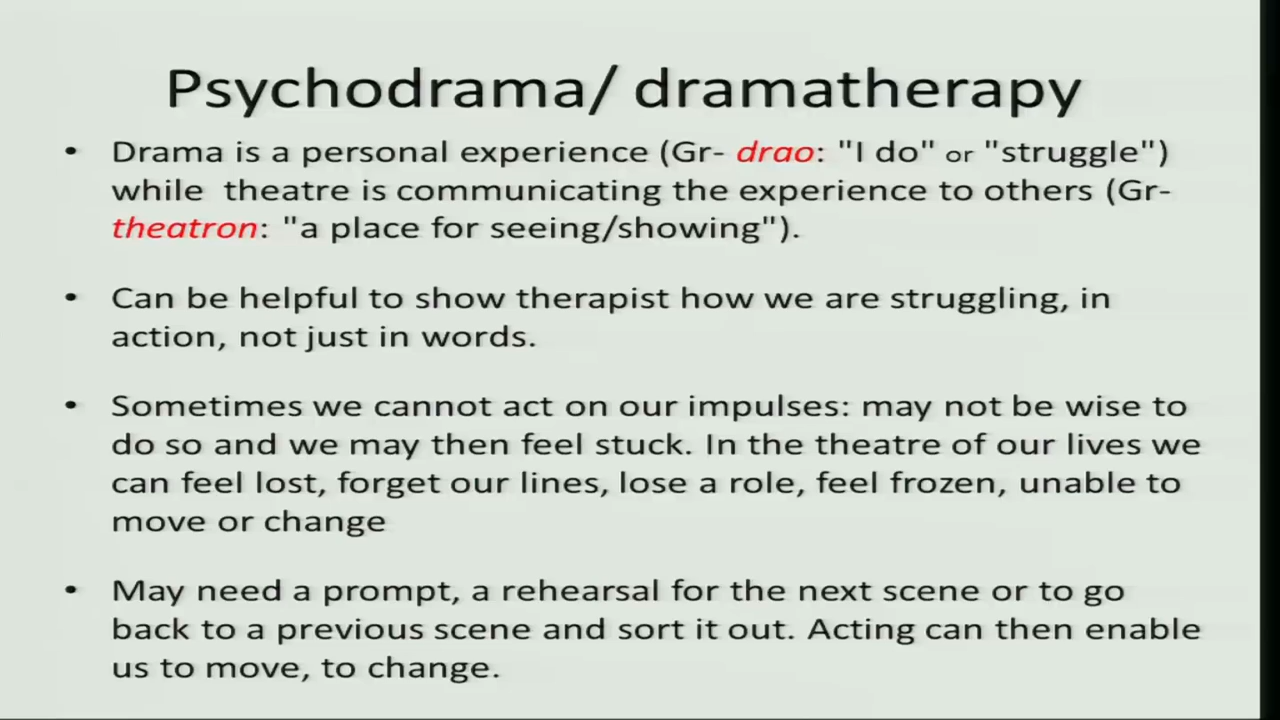 Psychodrama/ dramatherapy
• Drama is a personal experience (Gr- drao: "I do" or "struggle")
while theatre is communicating the experience to others (Gr-
theatron: "a place for seeing/showing").
• Can be helpful to show therapist how we are struggling, in
action, not just in words.
• Sometimes we cannot act on our impulses: may not be wise to
do so and we may then feel stuck. In the theatre of our lives we
can feel lost, forget our lines, lose a role, feel frozen, unable to
move or change
• May need a prompt, a rehearsal for the next scene or to go
back to a previous scene and sort it out. Acting can then enable
us to move, to change.